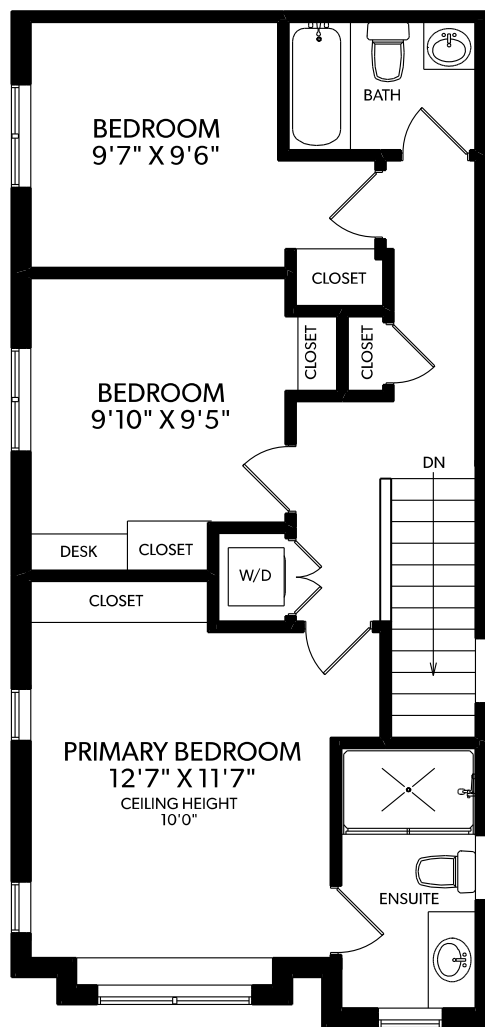 BATH
BEDROOM
9'7" X 9'6"
CLOSET
CLOSET
CLOSET
BEDROOM
9'10" X 9'5"
DN
DESK
CLOSET
W/D
CLOSET
PRIMARY BEDROOM
12'7" X 11'7"
CEILING HEIGHT
10'0"
ENSUITE